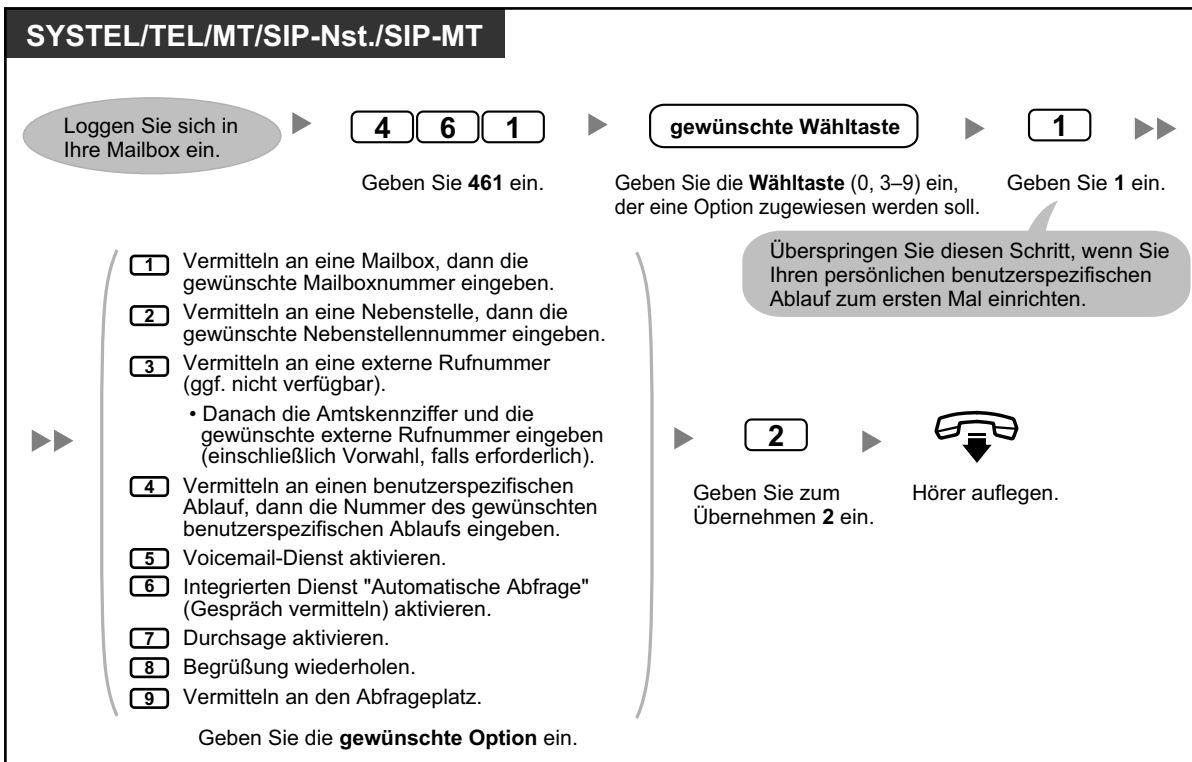 SYSTEL/TEL/MT/SIP-Nst./SIP-MT
Loggen Sie sich in
Ihre Mailbox ein.
4 6 1
gewünschte Wähltaste
1
Geben Sie 461 ein.
Geben Sie die Wähltaste (0, 3–9) ein,
der eine Option zugewiesen werden soll.
Geben Sie 1 ein.
Überspringen Sie diesen Schritt, wenn Sie
Ihren persönlichen benutzerspezifischen
Ablauf zum ersten Mal einrichten.
1 Vermitteln an eine Mailbox, dann die
gewünschte Mailboxnummer eingeben.
2 Vermitteln an eine Nebenstelle, dann die
gewünschte Nebenstellennummer eingeben.
3 Vermitteln an eine externe Rufnummer
(ggf. nicht verfügbar).
• Danach die Amtskennziffer und die
gewünschte externe Rufnummer eingeben
(einschließlich Vorwahl, falls erforderlich).
4 Vermitteln an einen benutzerspezifischen
Ablauf, dann die Nummer des gewünschten
benutzerspezifischen Ablaufs eingeben.
5 Voicemail-Dienst aktivieren.
6 Integrierten Dienst "Automatische Abfrage"
(Gespräch vermitteln) aktivieren.
7 Durchsage aktivieren.
8 Begrüßung wiederholen.
9 Vermitteln an den Abfrageplatz.
Geben Sie die gewünschte Option ein.
2
Geben Sie zum
Übernehmen 2 ein.
Hörer auflegen.